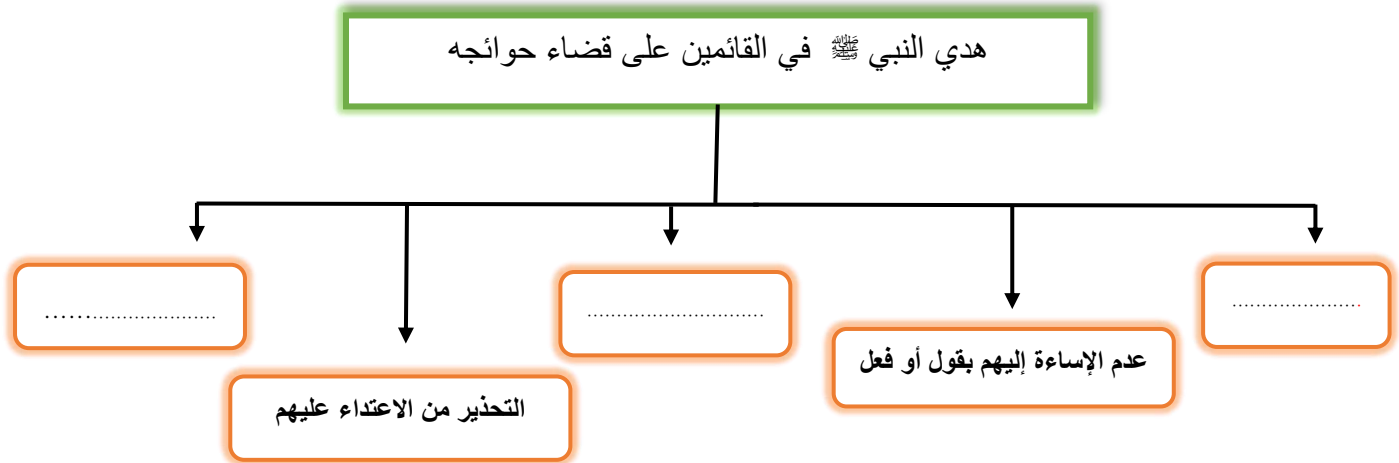 هدي النبي ﷺ في القائمين على قضاء حوائجه
.....................
عدم الإساءة إليهم بقول أو فعل
..............................
التحذير من الاعتداء عليهم
..........................